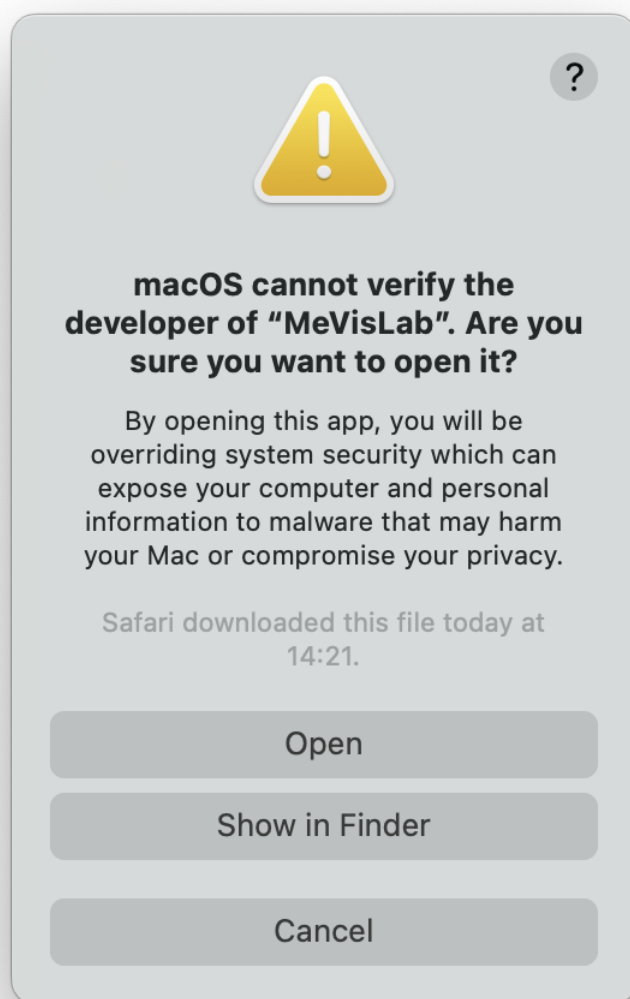 ?
macOS cannot verify the
developer of “MeVisLab”. Are you
sure you want to open it?
By opening this app, you will be
overriding system security which can
expose your computer and personal
information to malware that may harm
your Mac or compromise your privacy.
Safari downloaded this file today at
14:21.
Open
Show in Finder
Cancel